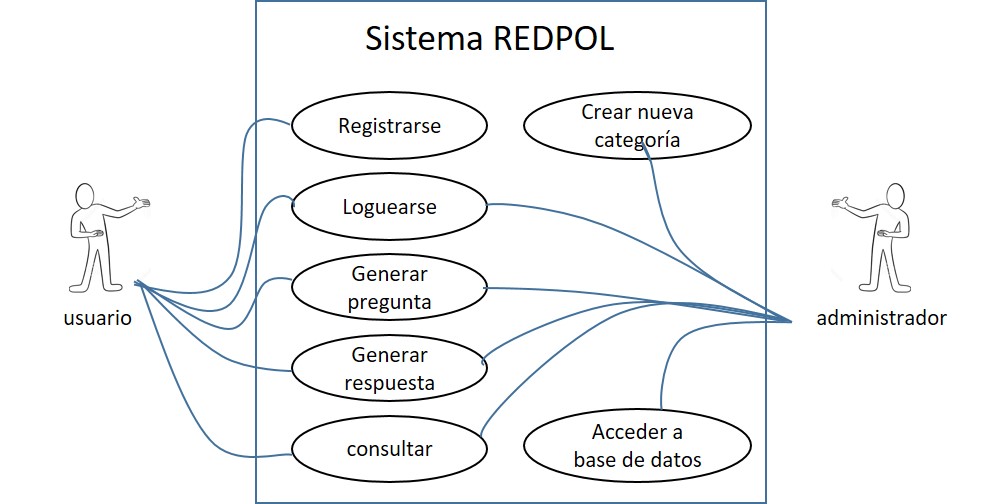 Sistema REDPOL
Registrarse
Crear nueva
categoría
Loguearse
Generar
pregunta
usuario
administrador
Generar
respuesta
consultar
Acceder a
base de datos